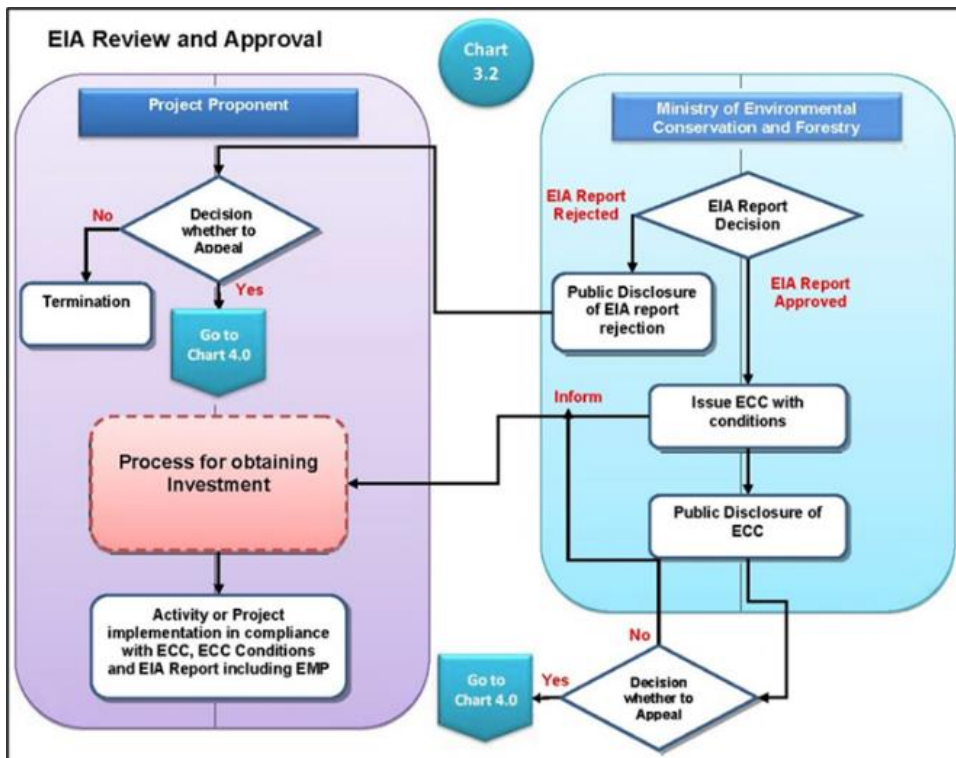 EIA Review and Approval
Chart
3.2
Project Proponent
Ministry of Environmental
Conservation and Forestry
No
Decision
whether to
Appeal
Yes
Termination
Go to
Chart 4.0
EIA Report
Rejected
EIA Report
Decision
EIA Report
Approved
Public Disclosure
of EIA report
rejection
Inform
Issue ECC with
conditions
Process for obtaining
Investment
Public Disclosure of
ECC
Activity or Project
implementation in compliance
with ECC, ECC Conditions
and EIA Report including EMP
No
Go to
Chart 4.0
Yes
Decision
whether to
Appeal